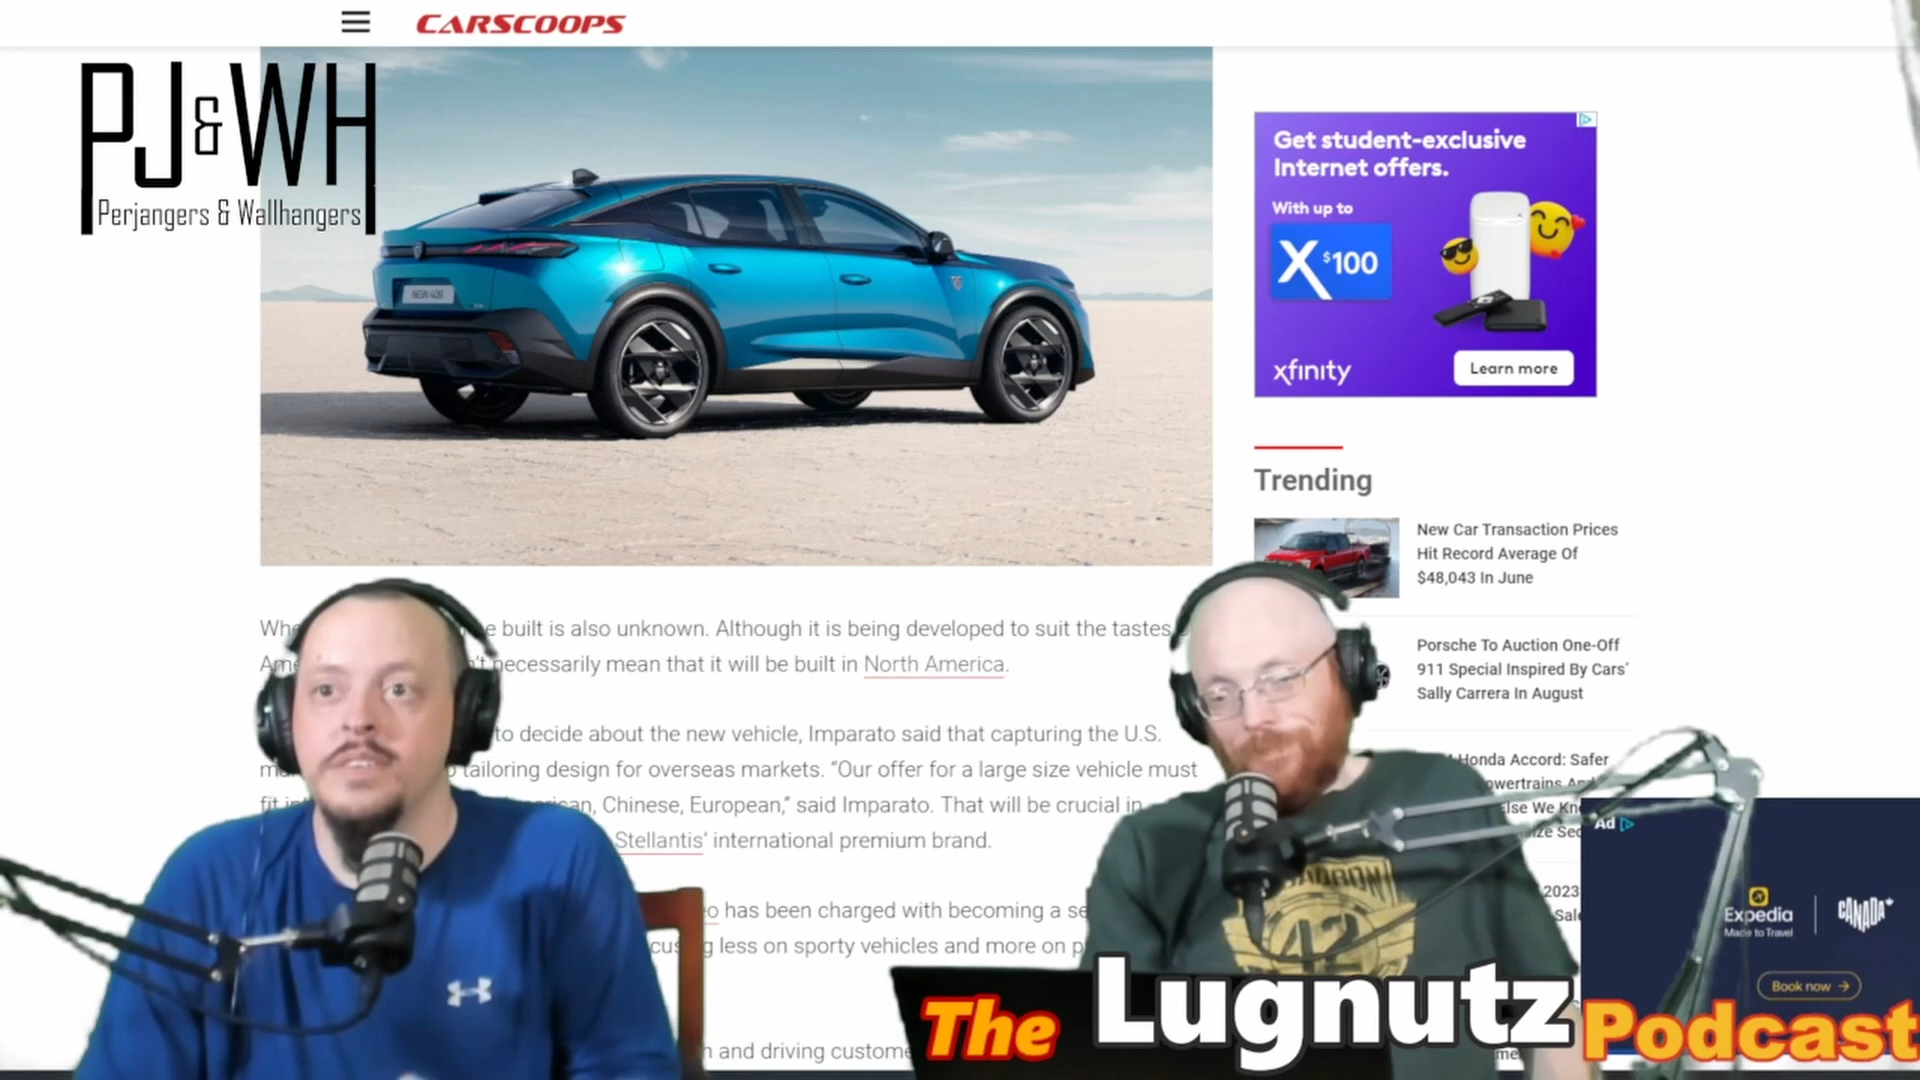 CARSCOOPS
PJ&WH
Perjangers & Wallhangers
NEW 408
Get student-exclusive
Internet offers.
With up to
X $100
xfinity
Learn more
Trending
New Car Transaction Prices
Hit Record Average Of
$48,043 In June
Porsche To Auction One-Off
911 Special Inspired By Cars'
Sally Carrera In August
Honda Accord: Safer
built is also unknown. Although it is being developed to suit the tastes
necessarily mean that it will be built in North America.
to decide about the new vehicle, Imparato said that capturing the U.S.
tailoring design for overseas markets. “Our offer for a large size vehicle must
Chinese, European,” said Imparato. That will be crucial in
Stellantis’ international premium brand.
has been charged with becoming a
less on sporty vehicles and more on
and driving
Ad
2023
Expedia
Made to Travel
CANADA
Book now →
42
The Lugnutz Podcast